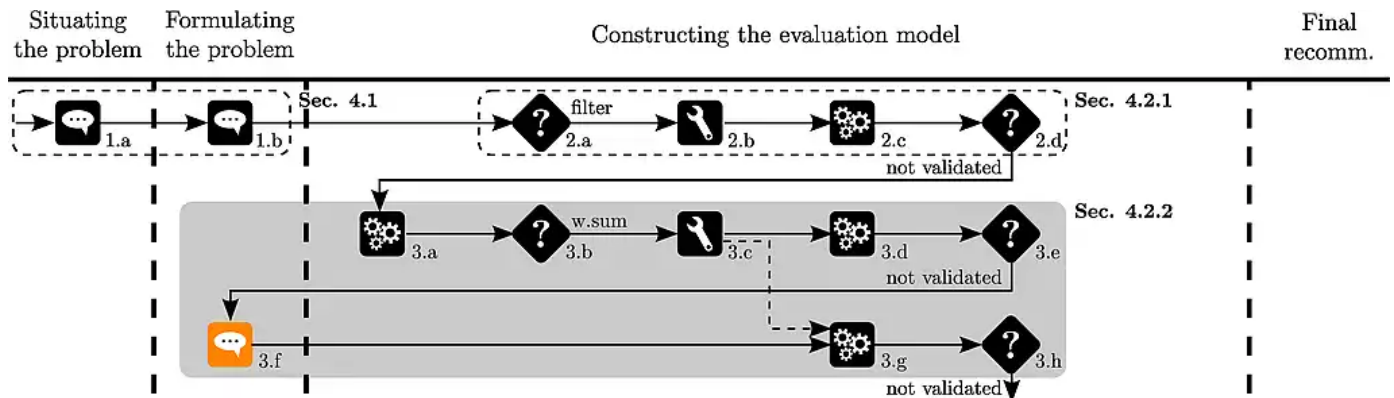 Situating
the problem
Formulating
the problem
Constructing the evaluation model
Final
recomm.
Sec. 4.1
Sec. 4.2.1
filter
?
?
1.a
1.b
2.a
2.b
2.c
2.d
not validated
Sec. 4.2.2
w.sum
?
?
3.a
3.b
3.c
3.d
3.e
not validated
?
3.f
3.g
3.h
not validated